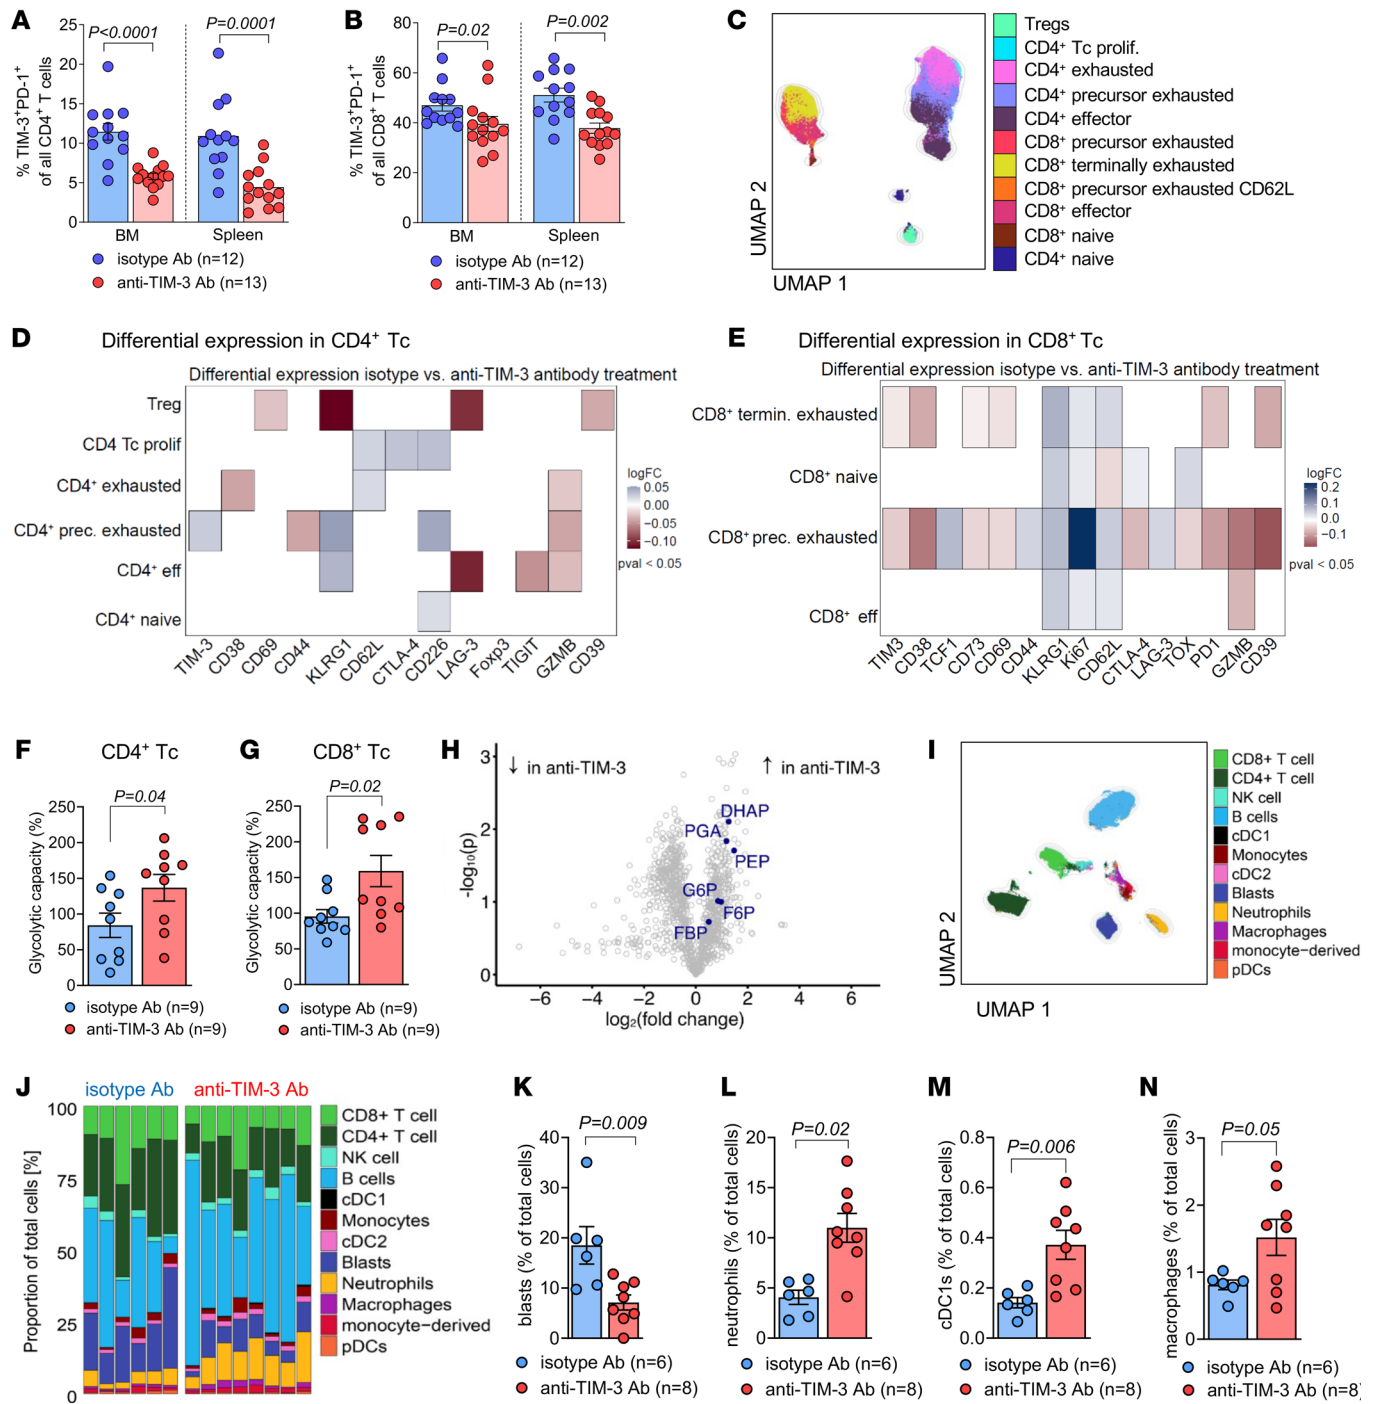 A
% TIM-3⁺PD-1⁺
of all CD4⁺ T cells
25
20
15
10
5
0
P<0.0001
P=0.0001
BM
Spleen
isotype Ab (n=12)
anti-TIM-3 Ab (n=13)
B
% TIM-3⁺PD-1⁺
of all CD8⁺ T cells
80
60
40
20
0
P=0.02
P=0.002
BM
Spleen
isotype Ab (n=12)
anti-TIM-3 Ab (n=13)
C
UMAP 2
UMAP 1
Tregs
CD4⁺ Tc prolif.
CD4⁺ exhausted
CD4⁺ precursor exhausted
CD4⁺ effector
CD8⁺ precursor exhausted
CD8⁺ terminally exhausted
CD8⁺ precursor exhausted CD62L
CD8⁺ effector
CD8⁺ naive
CD4⁺ naive
D
Differential expression in CD4⁺ Tc
Differential expression isotype vs. anti-TIM-3 antibody treatment
Treg
CD4 Tc prolif
CD4⁺ exhausted
CD4⁺ prec. exhausted
CD4⁺ eff
CD4⁺ naive
TIM-3
CD38
CD69
CD44
KLRG1
CD62L
CTLA-4
CD226
LAG-3
Foxp3
TIGIT
GZMB
CD39
logFC
0.05
0.00
−0.05
−0.10
pval < 0.05
E
Differential expression in CD8⁺ Tc
Differential expression isotype vs. anti-TIM-3 antibody treatment
CD8⁺ termin. exhausted
CD8⁺ naive
CD8⁺ prec. exhausted
CD8⁺ eff
TIM3
CD38
TCF1
CD73
CD69
CD44
KLRG1
Ki67
CD62L
CTLA-4
LAG-3
TOX
PD1
GZMB
CD39
logFC
0.2
0.1
0.0
−0.1
pval < 0.05
F
CD4⁺ Tc
Glycolytic capacity (%)
250
200
150
100
50
0
P=0.04
isotype Ab (n=9)
anti-TIM-3 Ab (n=9)
G
CD8⁺ Tc
Glycolytic capacity (%)
250
200
150
100
50
0
P=0.02
isotype Ab (n=9)
anti-TIM-3 Ab (n=9)
H
↓ in anti-TIM-3
↑ in anti-TIM-3
-log₁₀(p)
3
2
1
0
DHAP
PGA
PEP
G6P
F6P
FBP
−6 −4 −2 0 2 4 6
log₂(fold change)
I
UMAP 2
UMAP 1
CD8+ T cell
CD4+ T cell
NK cell
B cells
cDC1
Monocytes
cDC2
Blasts
Neutrophils
Macrophages
monocyte−derived
pDCs
J
isotype Ab
anti-TIM-3 Ab
Proportion of total cells [%]
100
75
50
25
0
CD8+ T cell
CD4+ T cell
NK cell
B cells
cDC1
Monocytes
cDC2
Blasts
Neutrophils
Macrophages
monocyte−derived
pDCs
K
blasts (% of total cells)
40
30
20
10
0
P=0.009
isotype Ab (n=6)
anti-TIM-3 Ab (n=8)
L
neutrophils (% of total cells)
20
15
10
5
0
P=0.02
isotype Ab (n=6)
anti-TIM-3 Ab (n=8)
M
cDC1s (% of total cells)
0.8
0.6
0.4
0.2
0.0
P=0.006
isotype Ab (n=6)
anti-TIM-3 Ab (n=8)
N
macrophages (% of total cells)
3
2
1
0
P=0.05
isotype Ab (n=6)
anti-TIM-3 Ab (n=8)